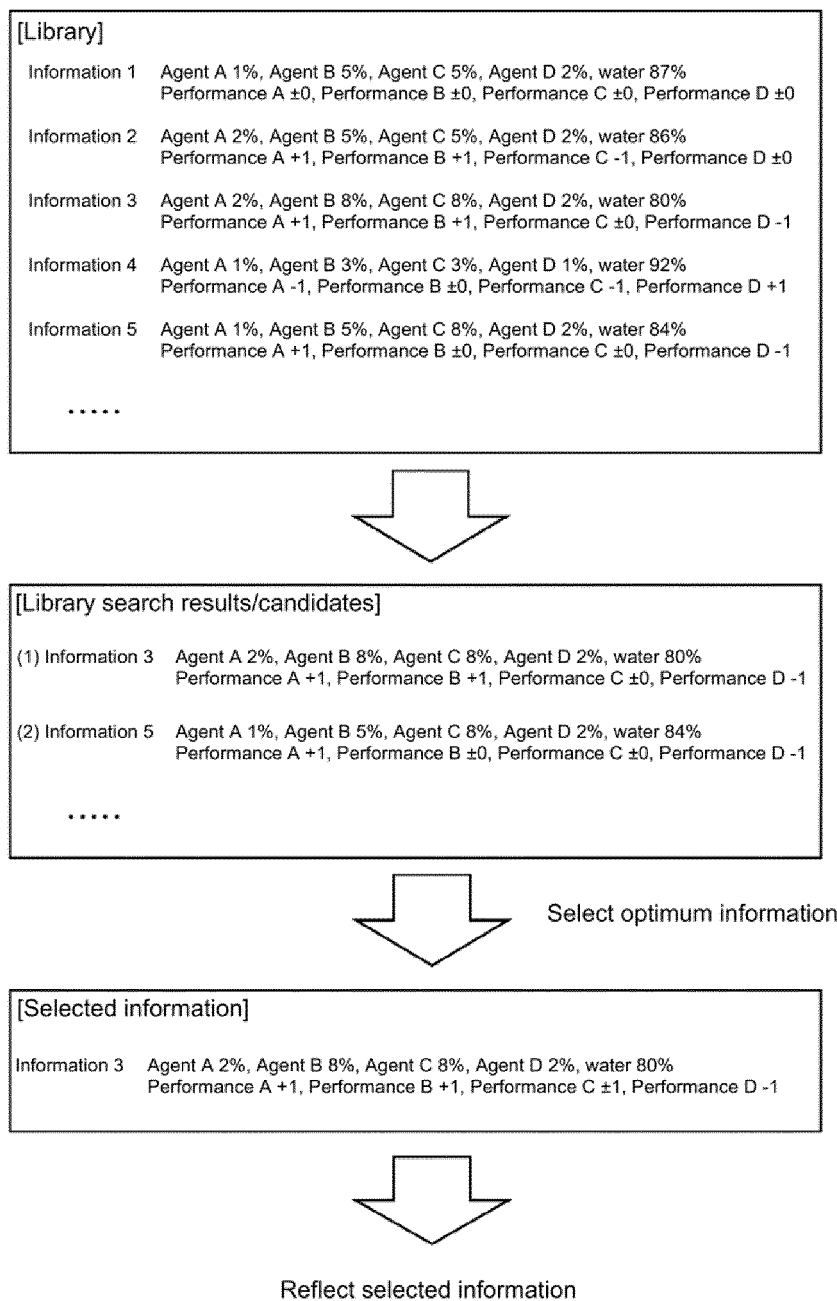 [Library]
Information 1 Agent A 1%, Agent B 5%, Agent C 5%, Agent D 2%, water 87%
Performance A ±0, Performance B ±0, Performance C ±0, Performance D ±0
Information 2 Agent A 2%, Agent B 5%, Agent C 5%, Agent D 2%, water 86%
Performance A +1, Performance B +1, Performance C -1, Performance D ±0
Information 3 Agent A 2%, Agent B 8%, Agent C 8%, Agent D 2%, water 80%
Performance A +1, Performance B +1, Performance C ±0, Performance D -1
Information 4 Agent A 1%, Agent B 3%, Agent C 3%, Agent D 1%, water 92%
Performance A -1, Performance B ±0, Performance C -1, Performance D +1
Information 5 Agent A 1%, Agent B 5%, Agent C 8%, Agent D 2%, water 84%
Performance A +1, Performance B ±0, Performance C ±0, Performance D -1
.....
[Library search results/candidates]
(1) Information 3 Agent A 2%, Agent B 8%, Agent C 8%, Agent D 2%, water 80%
Performance A +1, Performance B +1, Performance C ±0, Performance D -1
(2) Information 5 Agent A 1%, Agent B 5%, Agent C 8%, Agent D 2%, water 84%
Performance A +1, Performance B ±0, Performance C ±0, Performance D -1
.....
Select optimum information
[Selected information]
Information 3 Agent A 2%, Agent B 8%, Agent C 8%, Agent D 2%, water 80%
Performance A +1, Performance B +1, Performance C ±1, Performance D -1
Reflect selected information